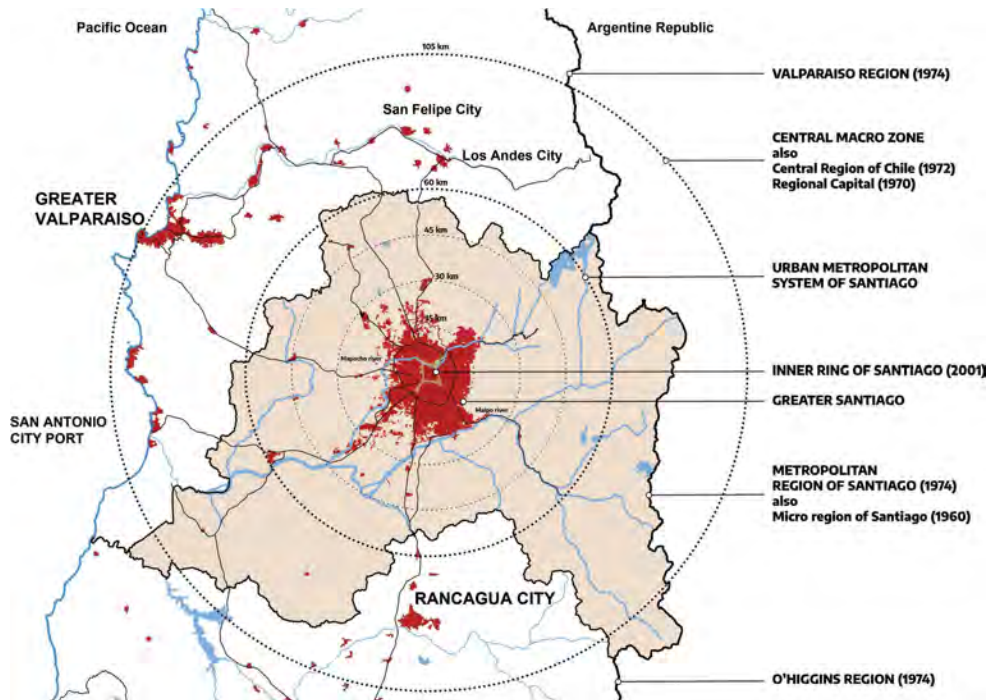 Pacific Ocean
Argentine Republic
105 km
VALPARAISO REGION (1974)
San Felipe City
CENTRAL MACRO ZONE
also
Central Region of Chile (1972)
Regional Capital (1970)
Los Andes City
60 km
GREATER
VALPARAISO
45 km
30 km
URBAN METROPOLITAN
SYSTEM OF SANTIAGO
15 km
Mapocho river
INNER RING OF SANTIAGO (2001)
GREATER SANTIAGO
Maipo river
SAN ANTONIO
CITY PORT
METROPOLITAN
REGION OF SANTIAGO (1974)
also
Micro region of Santiago (1960)
RANCAGUA CITY
O'HIGGINS REGION (1974)